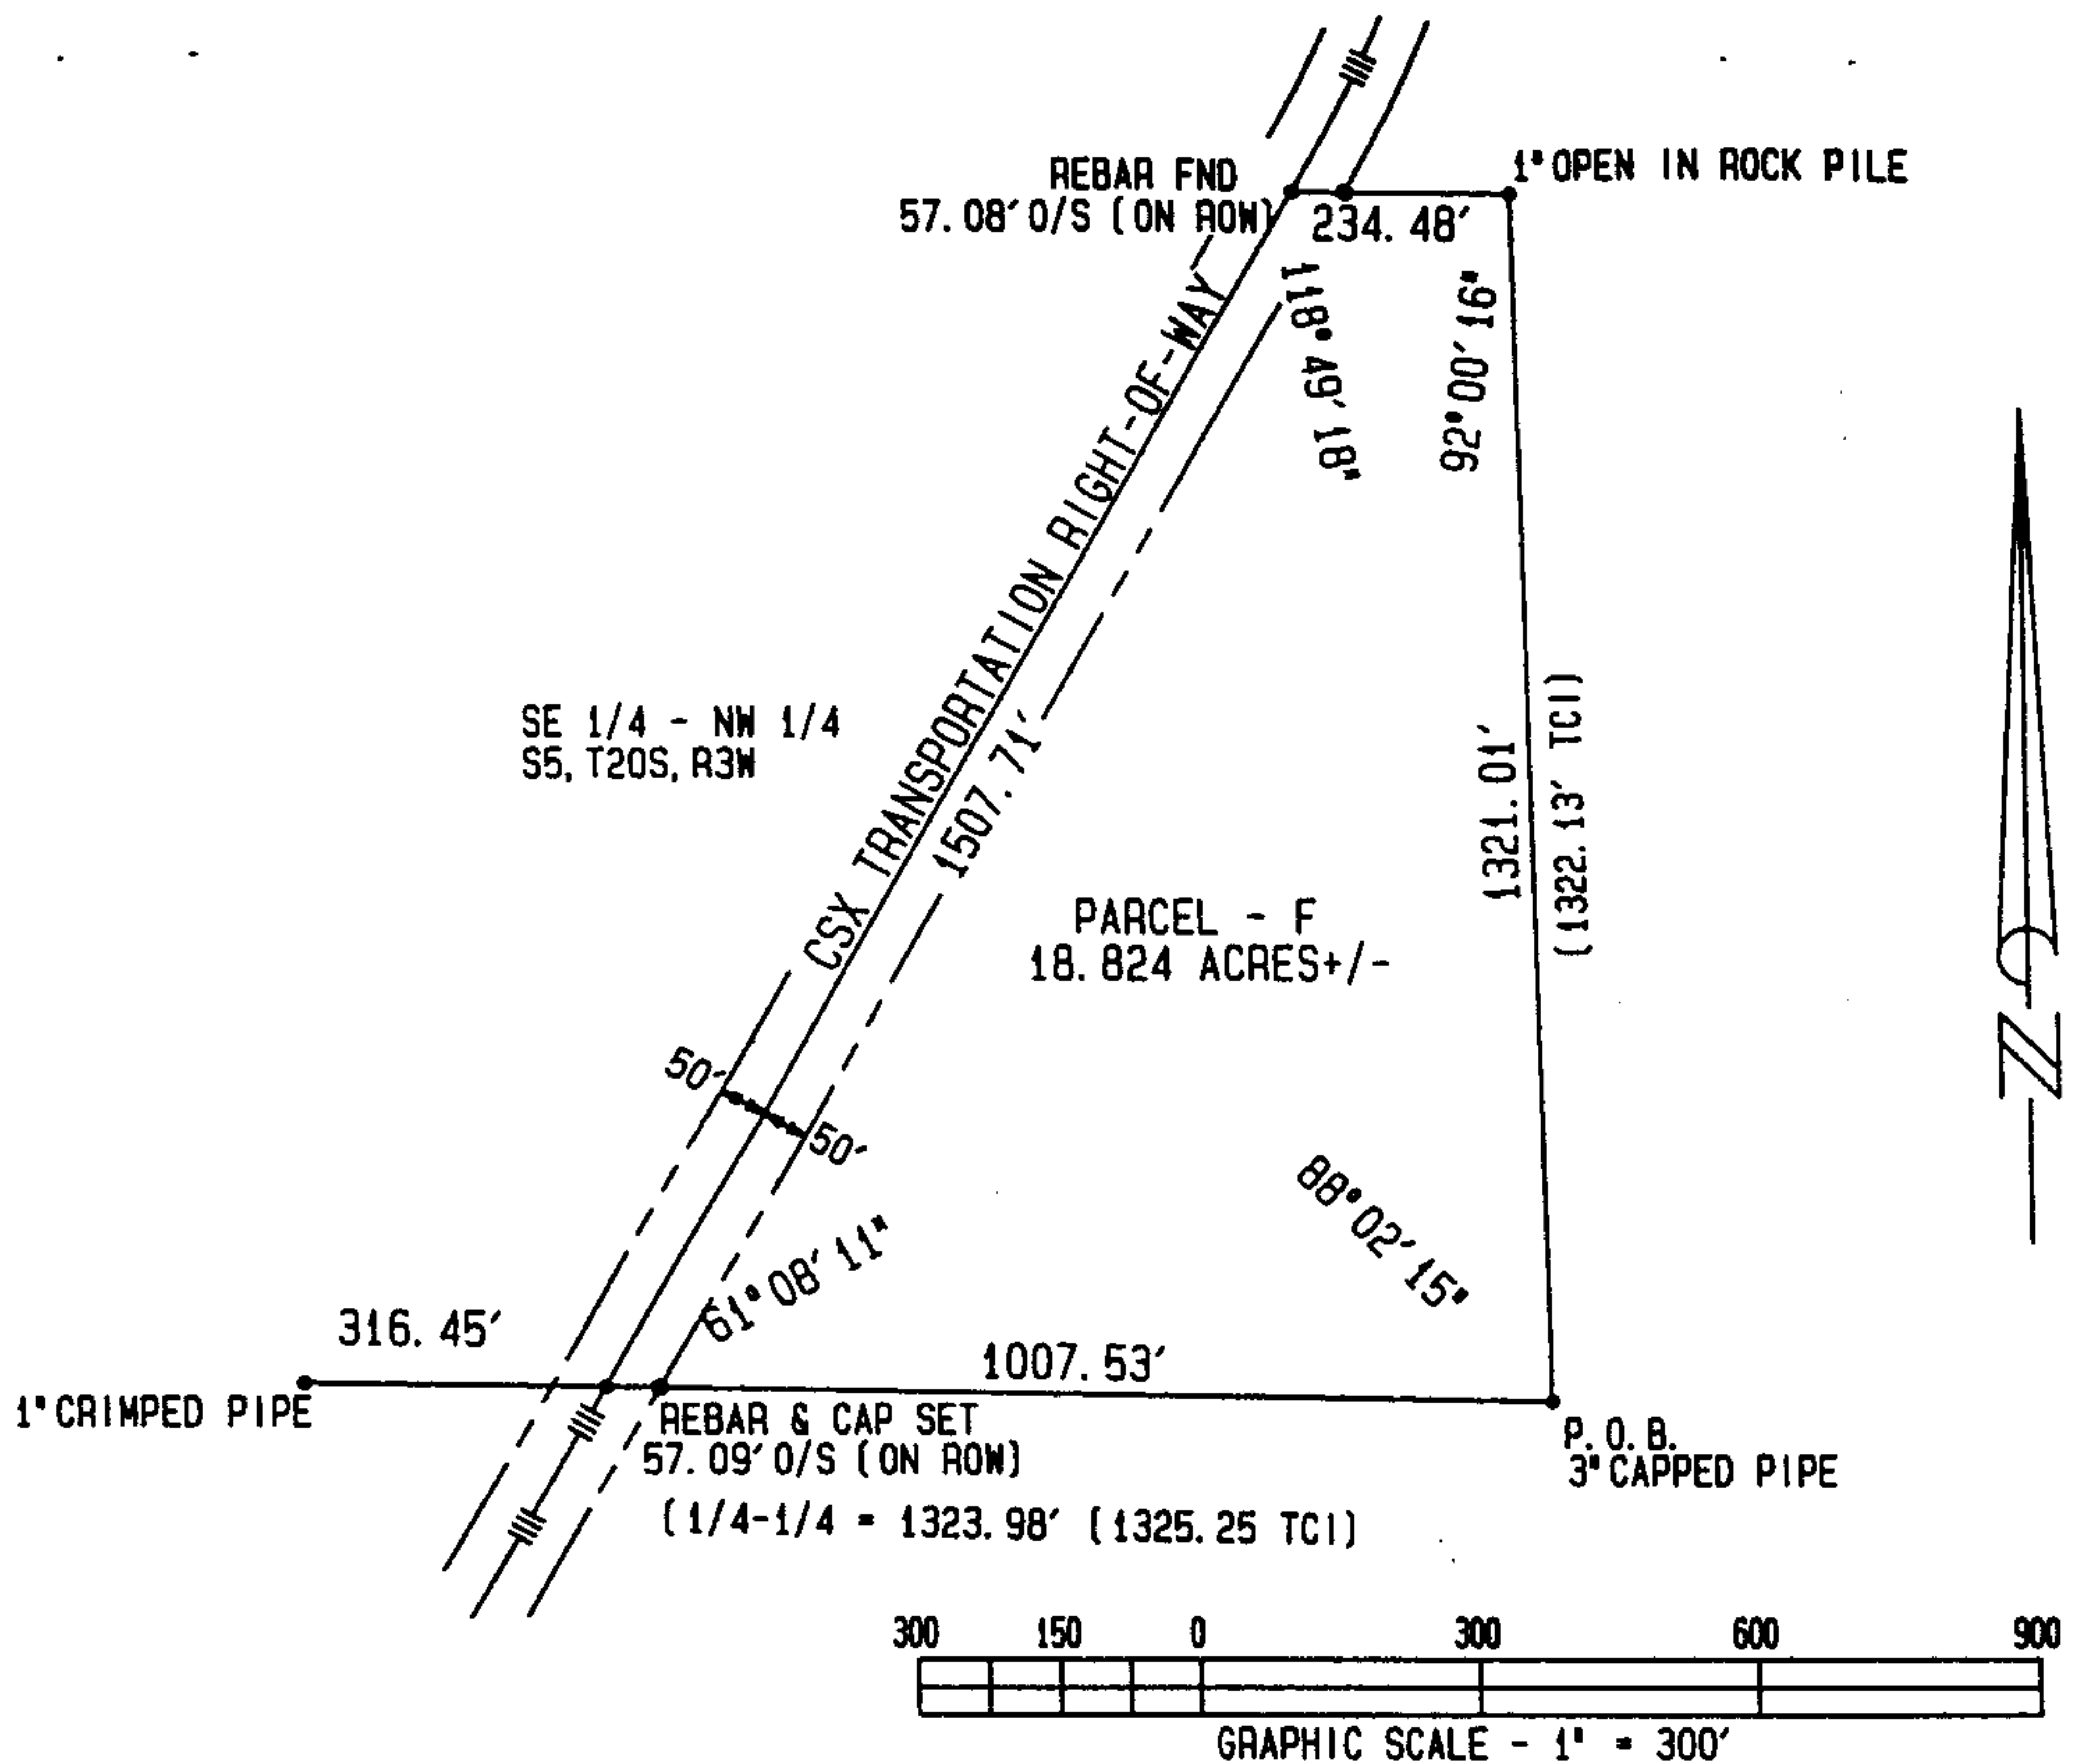 REBAR FND
57.08' O/S (ON ROW)
1" OPEN IN ROCK PILE
234.48'
118°49'18"
92°00'16"
CSX TRANSPORTATION RIGHT-OF-WAY
1507.71'
SE 1/4 - NW 1/4
S5, T20S, R3W
1321.01'
(1322.13' TCI)
PARCEL - F
18.824 ACRES+/-
N
50'
50'
88°02'15"
61°08'11"
316.45'
1007.53'
1" CRIMPED PIPE
REBAR & CAP SET
57.09' O/S (ON ROW)
P.O.B.
3" CAPPED PIPE
(1/4-1/4 = 1323.98' (1325.25 TCI)
300 150 0 300 600 900
GRAPHIC SCALE - 1" = 300'